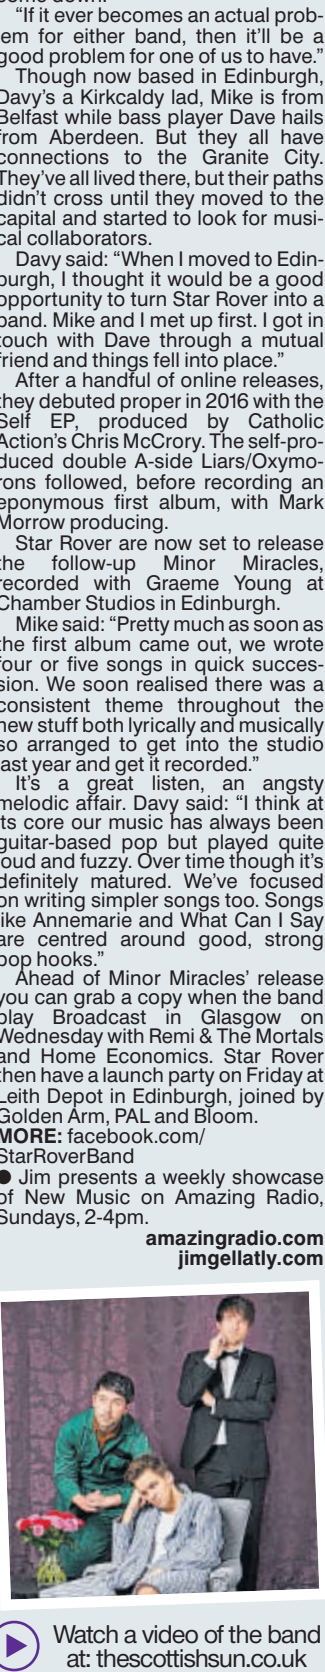 "If it ever becomes an actual prob-
em for either band, then it'll be a
good problem for one of us to have."
Though now based in Edinburgh,
Davy's a Kirkcaldy lad, Mike is from
Belfast while bass player Dave hails
from Aberdeen. But they all have
connections to the Granite City.
They've all lived there, but their paths
didn't cross until they moved to the
capital and started to look for musi-
cal collaborators.
Davy said: "When I moved to Edin-
burgh, I thought it would be a good
opportunity to turn Star Rover into a
band. Mike and I met up first. I got in
touch with Dave through a mutual
friend and things fell into place."
After a handful of online releases,
they debuted proper in 2016 with the
Self EP, produced by Catholic
Action's Chris McCrory. The self-pro-
duced double A-side Liars/Oxymo-
rons followed, before recording an
eponymous first album, with Mark
Morrow producing.
Star Rover are now set to release
the follow-up Minor Miracles,
recorded with Graeme Young at
Chamber Studios in Edinburgh.
Mike said: "Pretty much as soon as
the first album came out, we wrote
four or five songs in quick succes-
sion. We soon realised there was a
consistent theme throughout the
new stuff both lyrically and musically
so arranged to get into the studio
last year and get it recorded."
It's a great listen, an angsty
melodic affair. Davy said: "I think at
its core our music has always been
guitar-based pop but played quite
loud and fuzzy. Over time though it's
definitely matured. We've focused
on writing simpler songs too. Songs
like Annemarie and What Can I Say
are centred around good, strong
pop hooks."
Ahead of Minor Miracles' release
you can grab a copy when the band
play Broadcast in Glasgow on
Wednesday with Remi & The Mortals
and Home Economics. Star Rover
then have a launch party on Friday at
Leith Depot in Edinburgh, joined by
Golden Arm, PAL and Bloom.
MORE: facebook.com/
StarRoverBand
● Jim presents a weekly showcase
of New Music on Amazing Radio,
Sundays, 2-4pm.
amazingradio.com
jimgellatly.com
Watch a video of the band
at: thescottishsun.co.uk